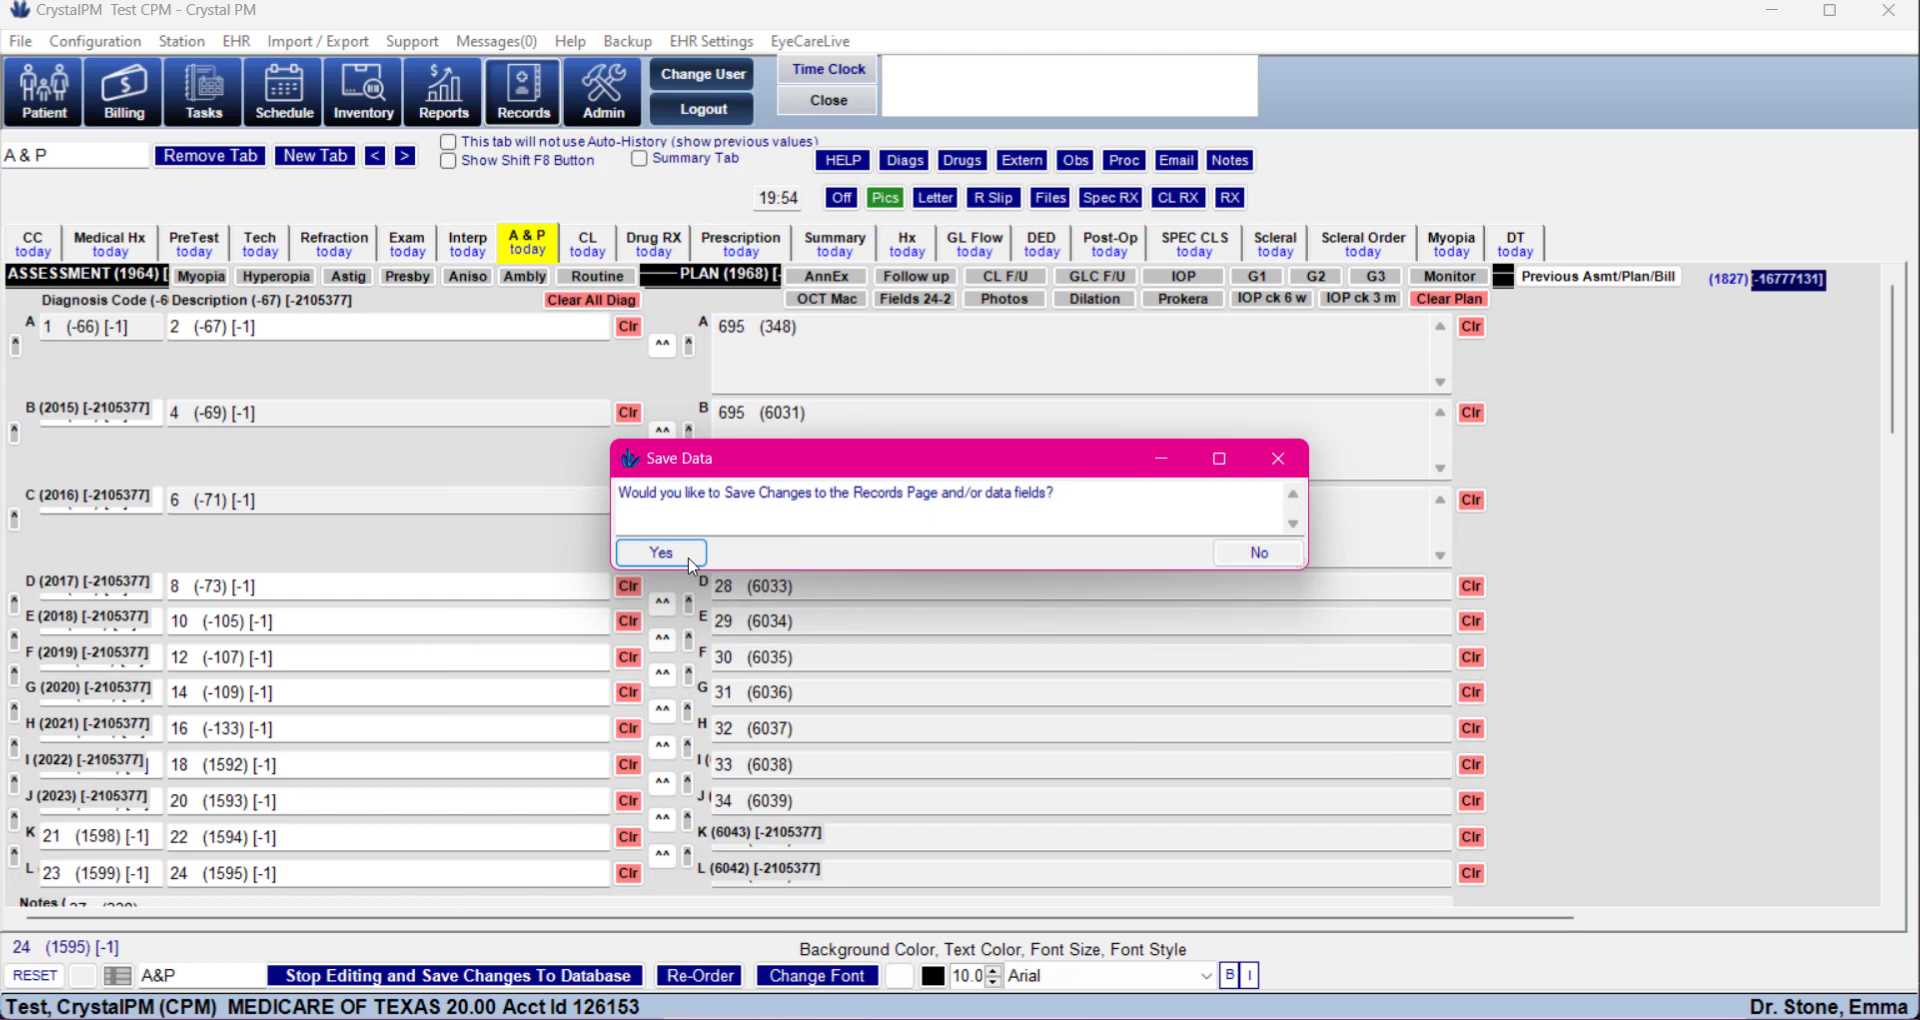 CrystalPM Test CPM - Crystal PM
File Configuration Station EHR Import / Export Support Messages(0) Help Backup EHR Settings EyeCareLive
Patient Billing Tasks Schedule Inventory Reports Records Admin
Change User
Logout
Time Clock
Close
A & P Remove Tab New Tab < >
This tab will not use Auto-History (show previous values)
Show Shift F8 Button Summary Tab
HELP Diags Drugs Extern Obs Proc Email Notes
19:54 Off Pics Letter R Slip Files Spec RX CL RX RX
CC Medical Hx PreTest Tech Refraction Exam Interp A & P CL Drug RX Prescription Summary Hx GL Flow DED Post-Op SPEC CLS Scleral Scleral Order Myopia DT
today today today today today today today today today today today today today today today today today today today today today
ASSESSMENT (1964) [ Myopia Hyperopia Astig Presby Aniso Ambly Routine PLAN (1968) [- AnnEx Follow up CL F/U GLC F/U IOP G1 G2 G3 Monitor Previous Asmt/Plan/Bill (1827) [-16777131]
Diagnosis Code (-6 Description (-67) [-2105377] Clear All Diag OCT Mac Fields 24-2 Photos Dilation Prokera IOP ck 6 w IOP ck 3 m Clear Plan
A 1 (-66) [-1] 2 (-67) [-1] Clr ^^ A 695 (348) Clr
B (2015) [-2105377] 4 (-69) [-1] Clr ^^ B 695 (6031) Clr
Save Data
Would you like to Save Changes to the Records Page and/or data fields?
Yes No
C (2016) [-2105377] 6 (-71) [-1] Clr
D (2017) [-2105377] 8 (-73) [-1] Clr ^^ D 28 (6033) Clr
E (2018) [-2105377] 10 (-105) [-1] Clr ^^ E 29 (6034) Clr
F (2019) [-2105377] 12 (-107) [-1] Clr ^^ F 30 (6035) Clr
G (2020) [-2105377] 14 (-109) [-1] Clr ^^ G 31 (6036) Clr
H (2021) [-2105377] 16 (-133) [-1] Clr ^^ H 32 (6037) Clr
I (2022) [-2105377] 18 (1592) [-1] Clr ^^ I ( 33 (6038) Clr
J (2023) [-2105377] 20 (1593) [-1] Clr ^^ J 34 (6039) Clr
K 21 (1598) [-1] 22 (1594) [-1] Clr ^^ K (6043) [-2105377] Clr
L 23 (1599) [-1] 24 (1595) [-1] Clr L (6042) [-2105377] Clr
Notes (
24 (1595) [-1] Background Color, Text Color, Font Size, Font Style
RESET A&P Stop Editing and Save Changes To Database Re-Order Change Font 10.0 Arial B I
Test, CrystalPM (CPM) MEDICARE OF TEXAS 20.00 Acct Id 126153 Dr. Stone, Emma